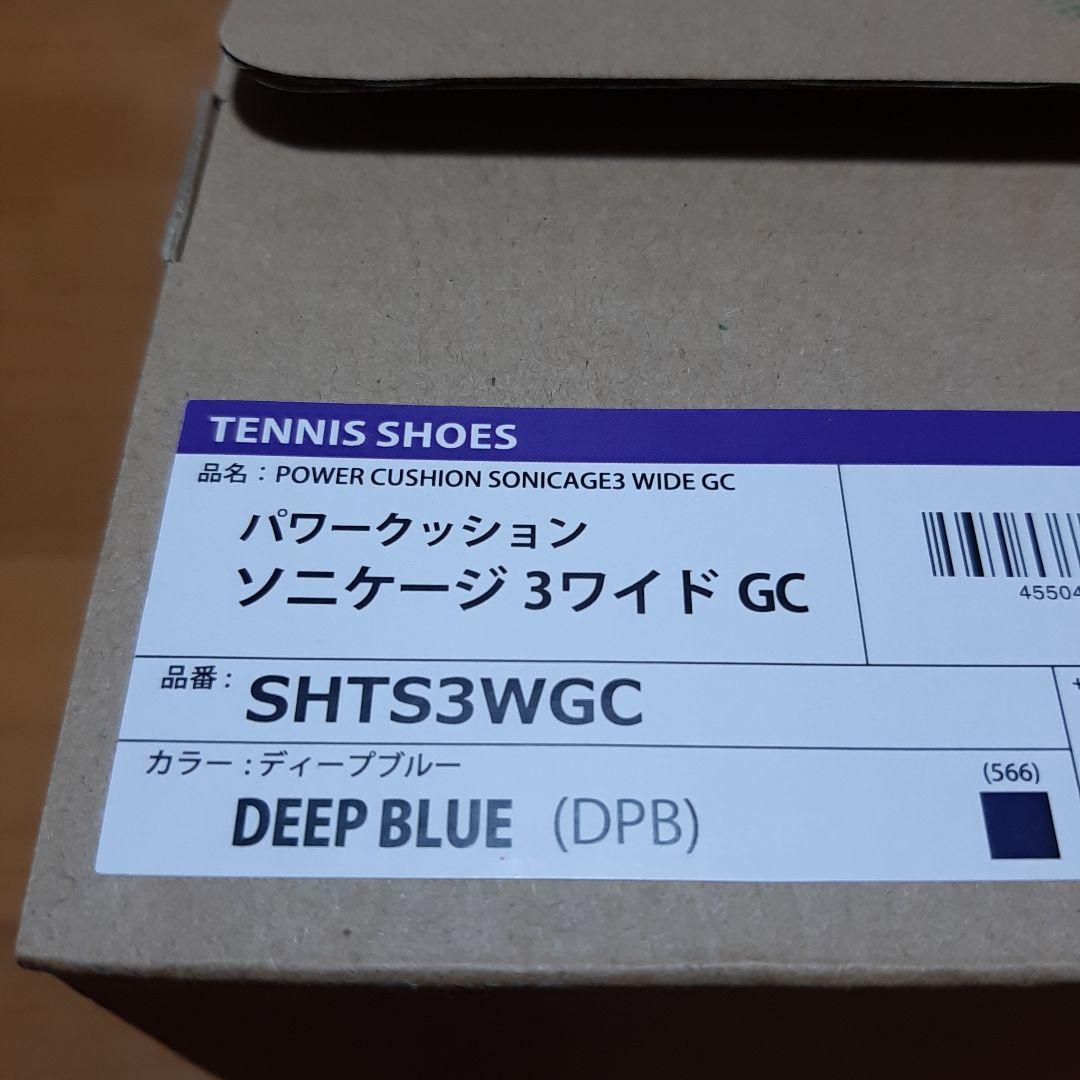 TENNIS SHOES
品名：POWER CUSHION SONICAGE3 WIDE GC
パワークッション
ソニケージ 3ワイド GC
45504
品番：SHTS3WGC
カラー：ディープブルー
(566)
DEEP BLUE (DPB)